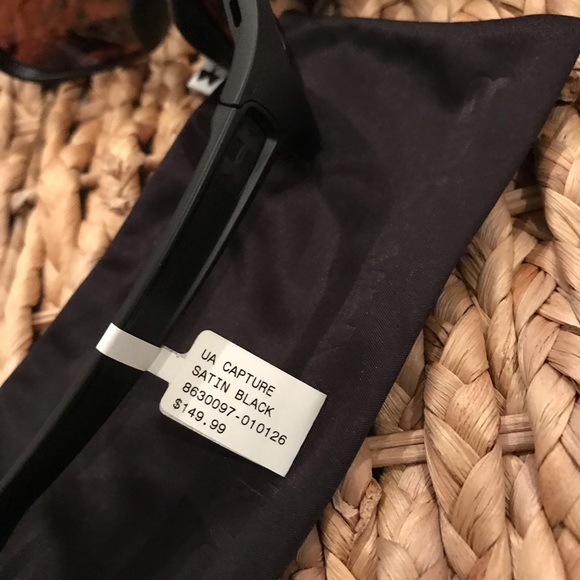 UA CAPTURE
SATIN BLACK
8630097-010126
$149.99